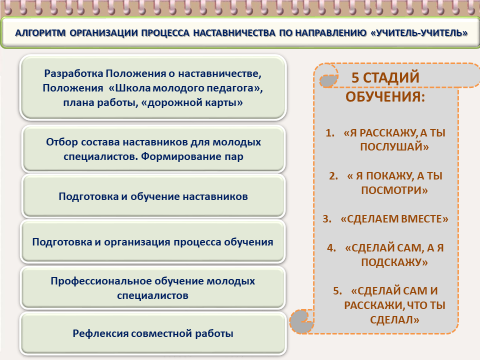 АЛГОРИТМ ОРГАНИЗАЦИИ ПРОЦЕССА НАСТАВНИЧЕСТВА ПО НАПРАВЛЕНИЮ «УЧИТЕЛЬ-УЧИТЕЛЬ»
Разработка Положения о наставничестве,
Положения «Школа молодого педагога»,
плана работы, «дорожной карты»
Отбор состава наставников для молодых
специалистов. Формирование пар
Подготовка и обучение наставников
Подготовка и организация процесса обучения
Профессиональное обучение молодых
специалистов
Рефлексия совместной работы
5 СТАДИЙ
ОБУЧЕНИЯ:
1. «Я РАССКАЖУ, А ТЫ
ПОСЛУШАЙ»
2. « Я ПОКАЖУ, А ТЫ
ПОСМОТРИ»
3. «СДЕЛАЕМ ВМЕСТЕ»
4. «СДЕЛАЙ САМ, А Я
ПОДСКАЖУ»
5. «СДЕЛАЙ САМ И
РАССКАЖИ, ЧТО ТЫ
СДЕЛАЛ»